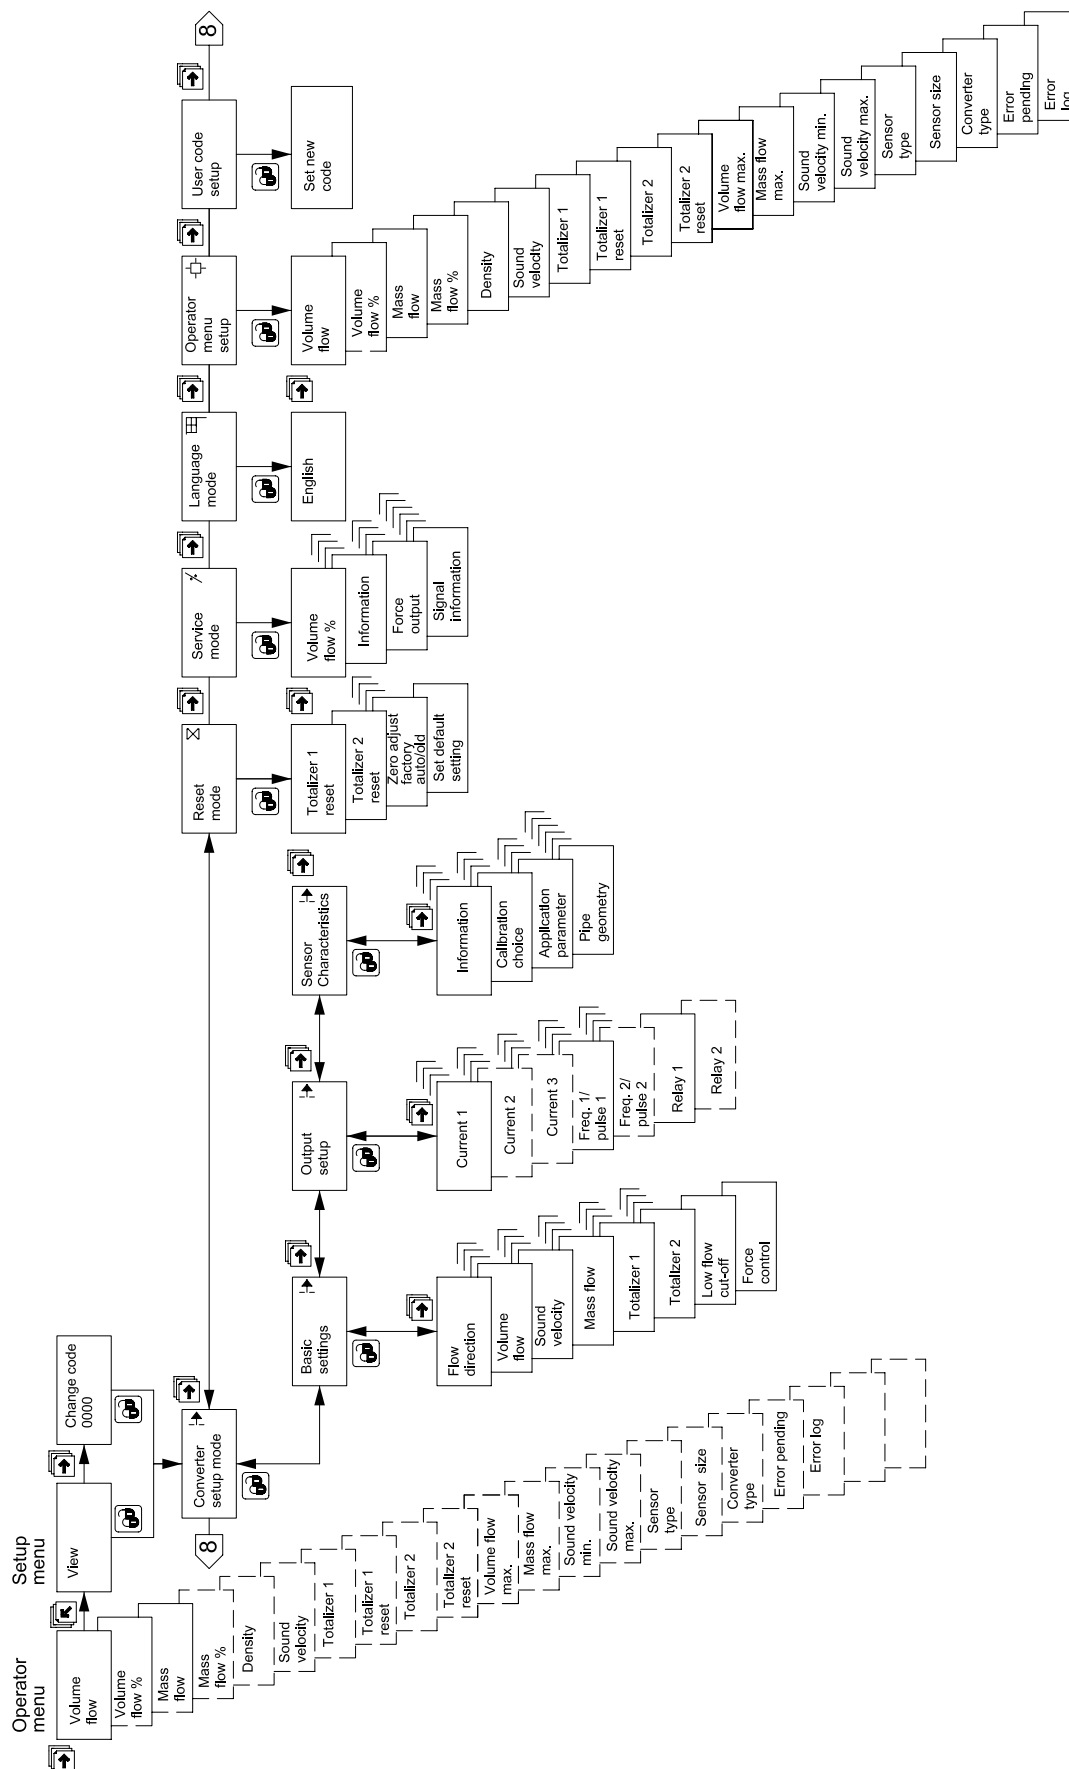 Operator
menu
Setup
menu
Volume
flow
Volume
flow %
Mass
flow
Mass
flow %
Density
Sound
velocity
Totalizer 1
Totalizer 1
reset
Totalizer 2
Totalizer 2
reset
Volume flow
max.
Mass flow
max.
Sound velocity
min.
Sound velocity
max.
Sensor
type
Sensor size
Converter
type
Error pending
Error log
View
Change code
0000
8
Converter
setup mode
Basic
settings
Flow
direction
Volume
flow
Sound
velocity
Mass flow
Totalizer 1
Totalizer 2
Low flow
cut-off
Force
control
Output
setup
Current 1
Current 2
Current 3
Freq. 1/
pulse 1
Freq. 2/
pulse 2
Relay 1
Relay 2
Sensor
Characteristics
Information
Calibration
choice
Application
parameter
Pipe
geometry
Reset
mode
Totalizer 1
reset
Totalizer 2
reset
Zero adjust
factory
auto/old
Set default
setting
Service
mode
Volume
flow %
Information
Force
output
Signal
information
Language
mode
English
Operator
menu
setup
Volume
flow
Volume
flow %
Mass
flow
Mass
flow %
Density
Sound
velocity
Totalizer 1
Totalizer 1
reset
Totalizer 2
Totalizer 2
reset
Volume
flow max.
Mass flow
max.
Sound
velocity min.
Sound
velocity max.
Sensor
type
Sensor size
Converter
type
Error
pending
Error
log
User code
setup
Set new
code
8